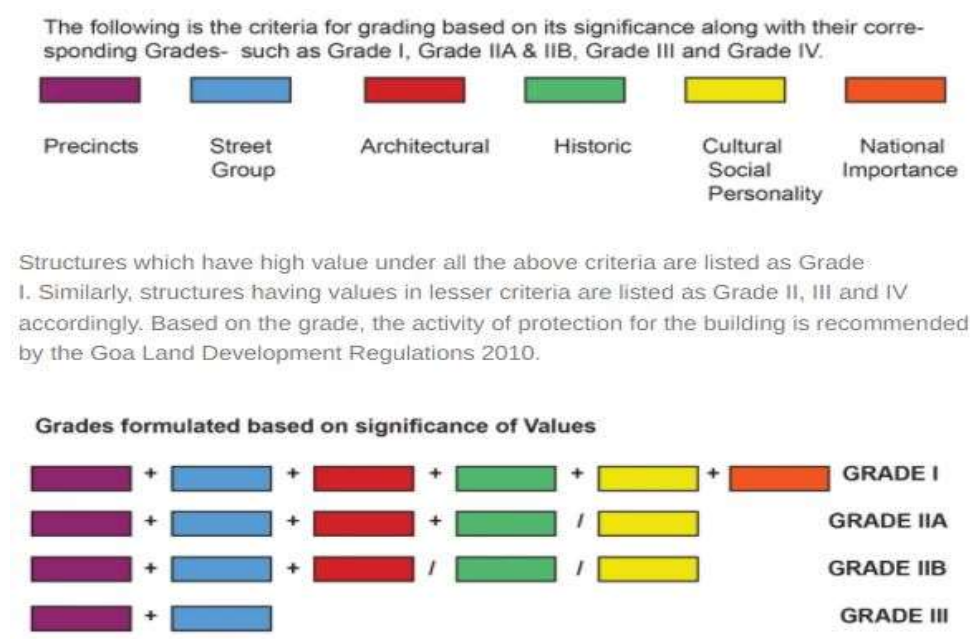 The following is the criteria for grading based on its significance along with their corre-
sponding Grades- such as Grade I, Grade IIA & IIB, Grade III and Grade IV.
Precincts
Street
Group
Architectural
Historic
Cultural
Social
Personality
National
Importance
Structures which have high value under all the above criteria are listed as Grade
I. Similarly, structures having values in lesser criteria are listed as Grade II, III and IV
accordingly. Based on the grade, the activity of protection for the building is recommended
by the Goa Land Development Regulations 2010.
Grades formulated based on significance of Values
+ + + + + GRADE I
+ + + / GRADE IIA
+ + / / GRADE IIB
+ GRADE III